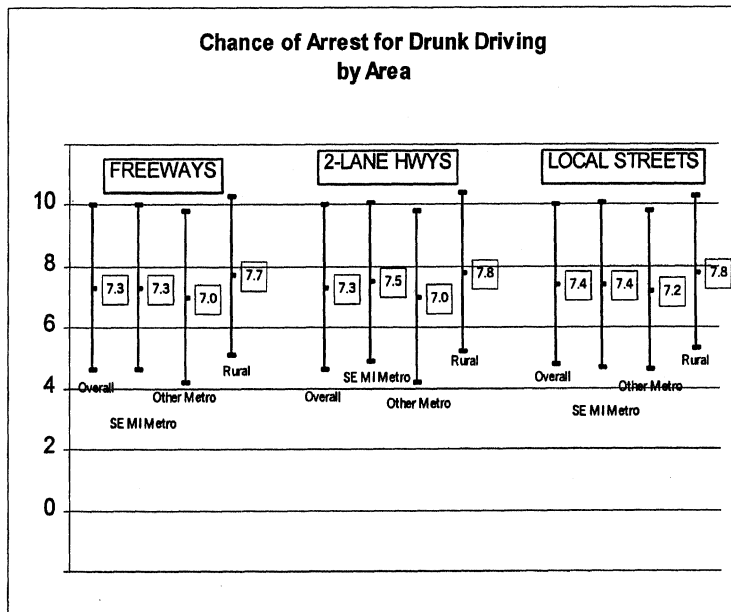 Chance of Arrest for Drunk Driving
by Area
FREEWAYS
2-LANE HWYS
LOCAL STREETS
10
8
6
4
2
0
7.3
7.3
7.0
7.7
7.3
7.5
7.0
7.8
7.4
7.4
7.2
7.8
Overall
SE MI Metro
Other Metro
Rural
Overall
SE MI Metro
Other Metro
Rural
Overall
SE MI Metro
Other Metro
Rural